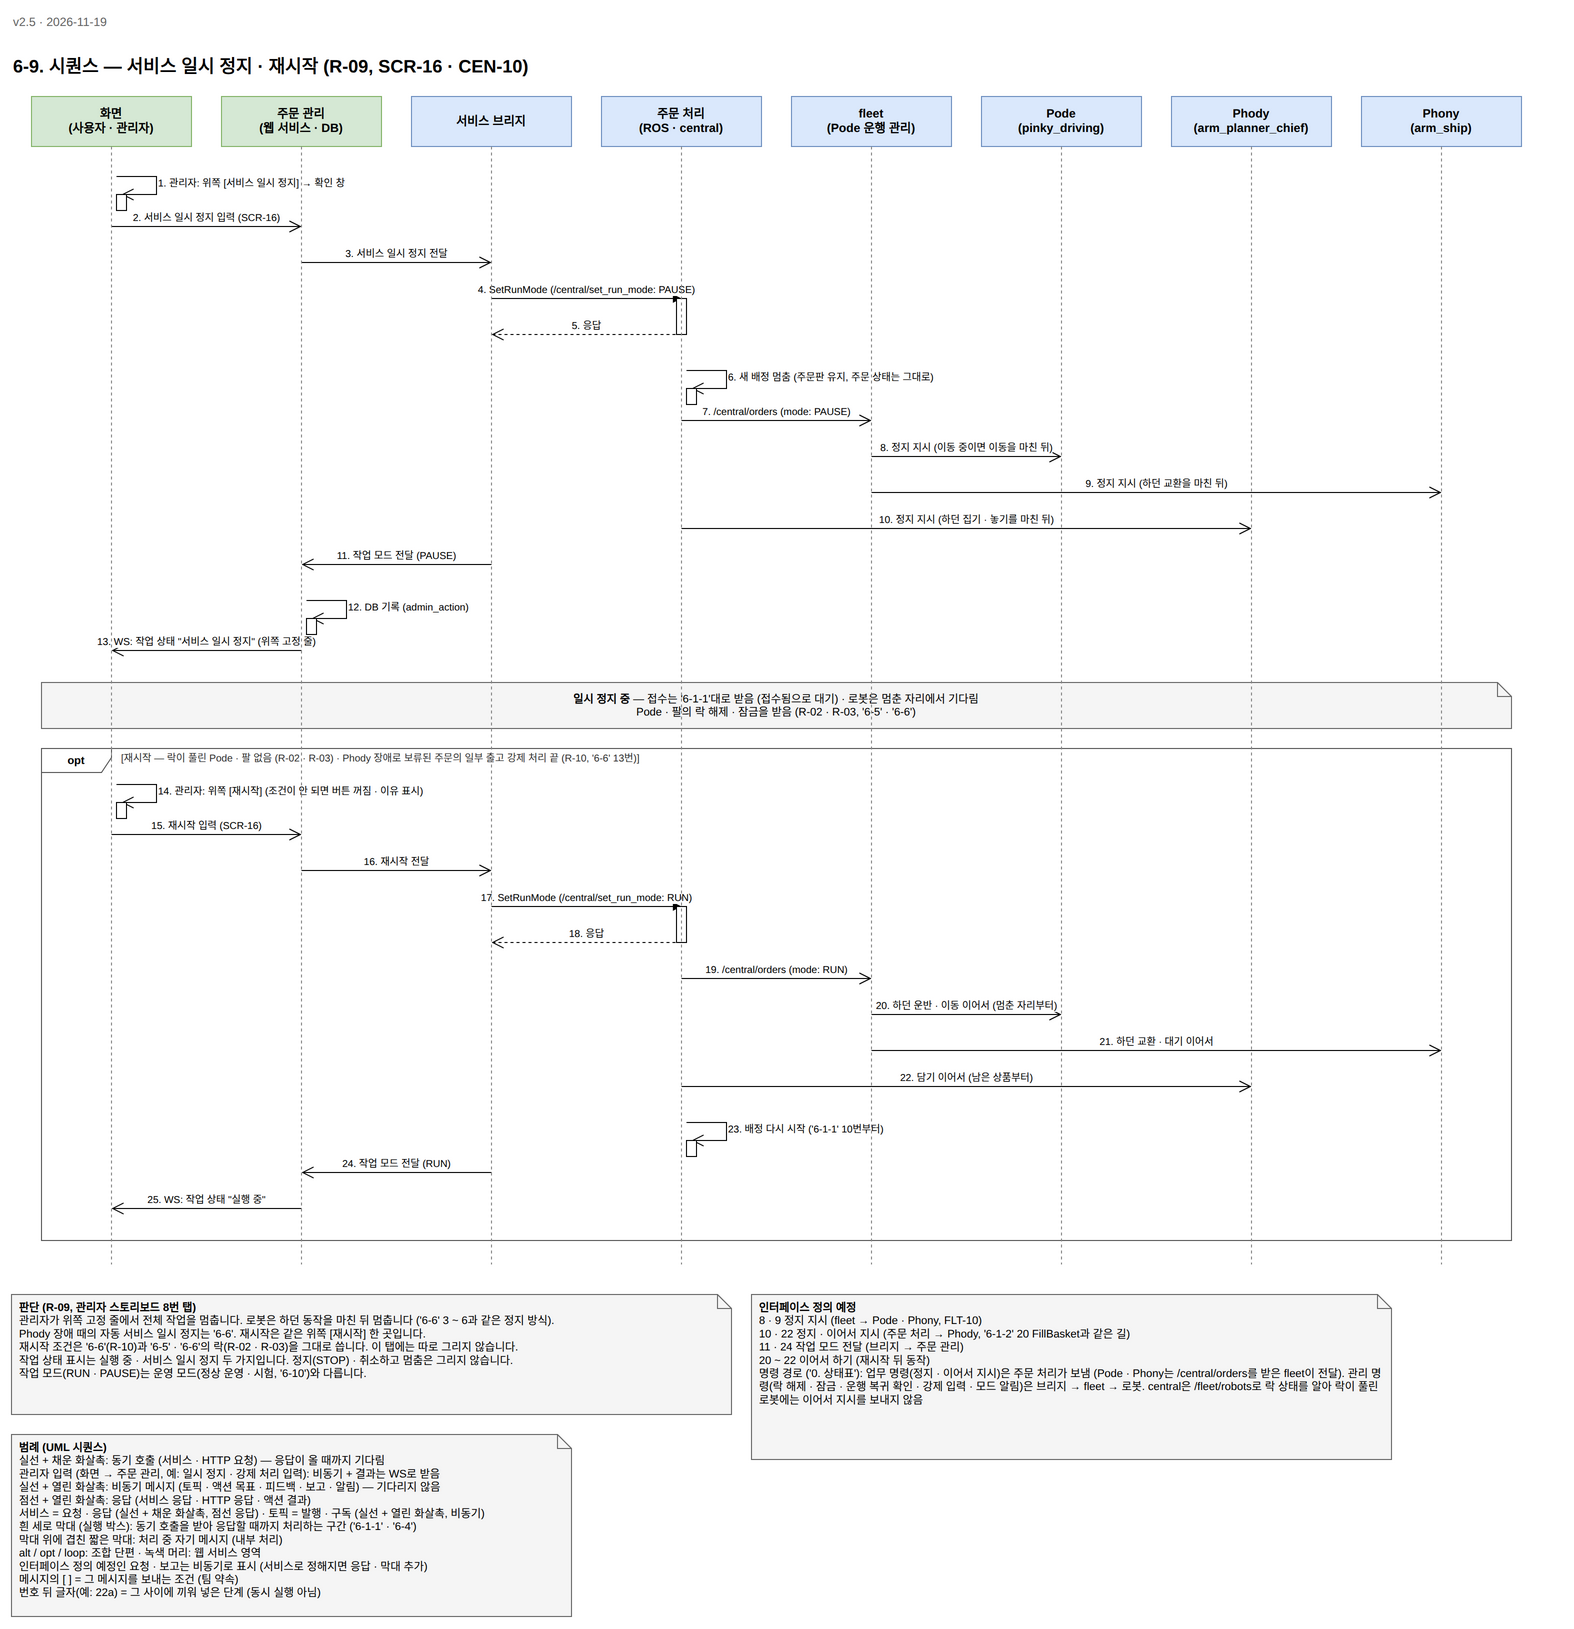 v2.5 · 2026-11-19
6-9. 시퀀스 — 서비스 일시 정지 · 재시작 (R-09, SCR-16 · CEN-10)
화면
(사용자 · 관리자)
주문 관리
(웹 서비스 · DB)
서비스 브리지
주문 처리
(ROS · central)
fleet
(Pode 운행 관리)
Pode
(pinky_driving)
Phody
(arm_planner_chief)
Phony
(arm_ship)
1. 관리자: 위쪽 [서비스 일시 정지] → 확인 창
2. 서비스 일시 정지 입력 (SCR-16)
3. 서비스 일시 정지 전달
4. SetRunMode (/central/set_run_mode: PAUSE)
5. 응답
6. 새 배정 멈춤 (주문판 유지, 주문 상태는 그대로)
7. /central/orders (mode: PAUSE)
8. 정지 지시 (이동 중이면 이동을 마친 뒤)
9. 정지 지시 (하던 교환을 마친 뒤)
10. 정지 지시 (하던 집기 · 놓기를 마친 뒤)
11. 작업 모드 전달 (PAUSE)
12. DB 기록 (admin_action)
13. WS: 작업 상태 "서비스 일시 정지" (위쪽 고정 줄)
일시 정지 중 — 접수는 '6-1-1'대로 받음 (접수됨으로 대기) · 로봇은 멈춘 자리에서 기다림
Pode · 팔의 락 해제 · 잠금을 받음 (R-02 · R-03, '6-5' · '6-6')
opt
[재시작 — 락이 풀린 Pode · 팔 없음 (R-02 · R-03) · Phody 장애로 보류된 주문의 일부 출고 강제 처리 끝 (R-10, '6-6' 13번)]
14. 관리자: 위쪽 [재시작] (조건이 안 되면 버튼 꺼짐 · 이유 표시)
15. 재시작 입력 (SCR-16)
16. 재시작 전달
17. SetRunMode (/central/set_run_mode: RUN)
18. 응답
19. /central/orders (mode: RUN)
20. 하던 운반 · 이동 이어서 (멈춘 자리부터)
21. 하던 교환 · 대기 이어서
22. 담기 이어서 (남은 상품부터)
23. 배정 다시 시작 ('6-1-1' 10번부터)
24. 작업 모드 전달 (RUN)
25. WS: 작업 상태 "실행 중"
판단 (R-09, 관리자 스토리보드 8번 탭)
관리자가 위쪽 고정 줄에서 전체 작업을 멈춥니다. 로봇은 하던 동작을 마친 뒤 멈춥니다 ('6-6' 3 ~ 6과 같은 정지 방식).
Phody 장애 때의 자동 서비스 일시 정지는 '6-6'. 재시작은 같은 위쪽 [재시작] 한 곳입니다.
재시작 조건은 '6-6'(R-10)과 '6-5' · '6-6'의 락(R-02 · R-03)을 그대로 씁니다. 이 탭에는 따로 그리지 않습니다.
작업 상태 표시는 실행 중 · 서비스 일시 정지 두 가지입니다. 정지(STOP) · 취소하고 멈춤은 그리지 않습니다.
작업 모드(RUN · PAUSE)는 운영 모드(정상 운영 · 시험, '6-10')와 다릅니다.
인터페이스 정의 예정
8 · 9 정지 지시 (fleet → Pode · Phony, FLT-10)
10 · 22 정지 · 이어서 지시 (주문 처리 → Phody, '6-1-2' 20 FillBasket과 같은 길)
11 · 24 작업 모드 전달 (브리지 → 주문 관리)
20 ~ 22 이어서 하기 (재시작 뒤 동작)
명령 경로 ('0. 상태표'): 업무 명령(정지 · 이어서 지시)은 주문 처리가 보냄 (Pode · Phony는 /central/orders를 받은 fleet이 전달). 관리 명
령(락 해제 · 잠금 · 운행 복귀 확인 · 강제 입력 · 모드 알림)은 브리지 → fleet → 로봇. central은 /fleet/robots로 락 상태를 알아 락이 풀린
로봇에는 이어서 지시를 보내지 않음
범례 (UML 시퀀스)
실선 + 채운 화살촉: 동기 호출 (서비스 · HTTP 요청) — 응답이 올 때까지 기다림
관리자 입력 (화면 → 주문 관리, 예: 일시 정지 · 강제 처리 입력): 비동기 + 결과는 WS로 받음
실선 + 열린 화살촉: 비동기 메시지 (토픽 · 액션 목표 · 피드백 · 보고 · 알림) — 기다리지 않음
점선 + 열린 화살촉: 응답 (서비스 응답 · HTTP 응답 · 액션 결과)
서비스 = 요청 · 응답 (실선 + 채운 화살촉, 점선 응답) · 토픽 = 발행 · 구독 (실선 + 열린 화살촉, 비동기)
흰 세로 막대 (실행 박스): 동기 호출을 받아 응답할 때까지 처리하는 구간 ('6-1-1' · '6-4')
막대 위에 겹친 짧은 막대: 처리 중 자기 메시지 (내부 처리)
alt / opt / loop: 조합 단편 · 녹색 머리: 웹 서비스 영역
인터페이스 정의 예정인 요청 · 보고는 비동기로 표시 (서비스로 정해지면 응답 · 막대 추가)
메시지의 [ ] = 그 메시지를 보내는 조건 (팀 약속)
번호 뒤 글자(예: 22a) = 그 사이에 끼워 넣은 단계 (동시 실행 아님)